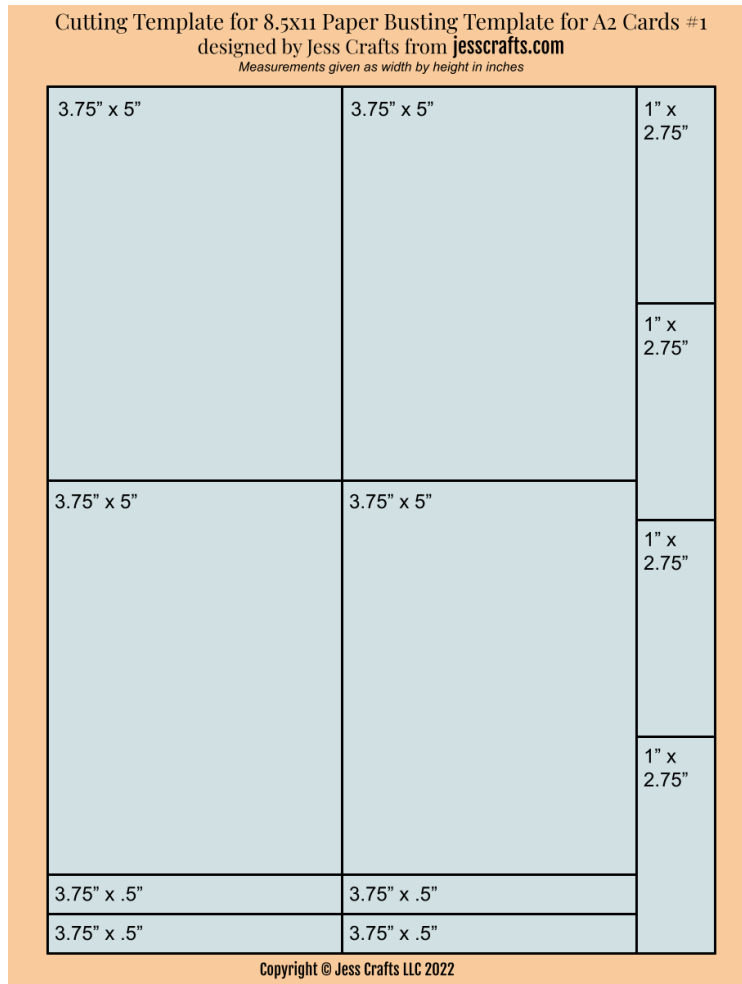 Cutting Template for 8.5x11 Paper Busting Template for A2 Cards #1
designed by Jess Crafts from jesscrafts.com
Measurements given as width by height in inches
3.75” x 5”
3.75” x 5”
1” x
2.75”
1” x
2.75”
3.75” x 5”
3.75” x 5”
1” x
2.75”
1” x
2.75”
3.75” x .5”
3.75” x .5”
3.75” x .5”
3.75” x .5”
Copyright © Jess Crafts LLC 2022